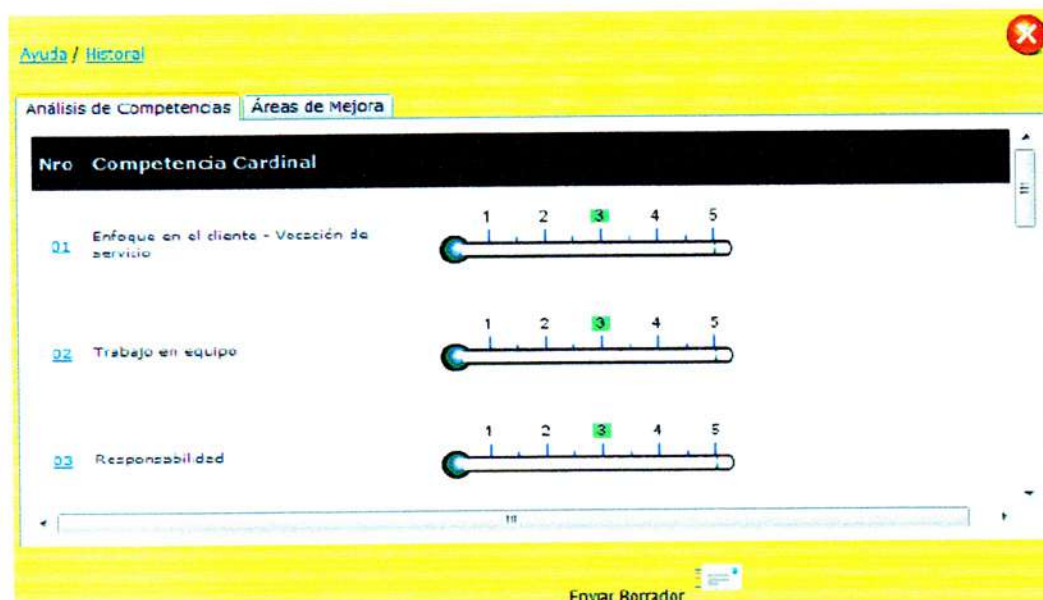 Ayuda / Historal
Análisis de Competencias Áreas de Mejora
Nro Competencia Cardinal
1 2 3 4 5
01 Enfoque en el cliente - Vocación de
servicio
1 2 3 4 5
02 Trabajo en equipo
1 2 3 4 5
03 Responsabilidad
Enviar Borrador